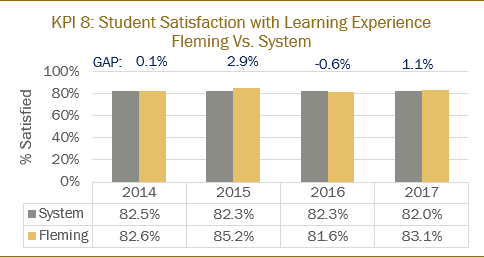 KPI 8: Student Satisfaction with Learning Experience
Fleming Vs. System
GAP: 0.1% 2.9% -0.6% 1.1%
100%
80%
60%
40%
20%
0%
% Satisfied
2014 2015 2016 2017
System 82.5% 82.3% 82.3% 82.0%
Fleming 82.6% 85.2% 81.6% 83.1%